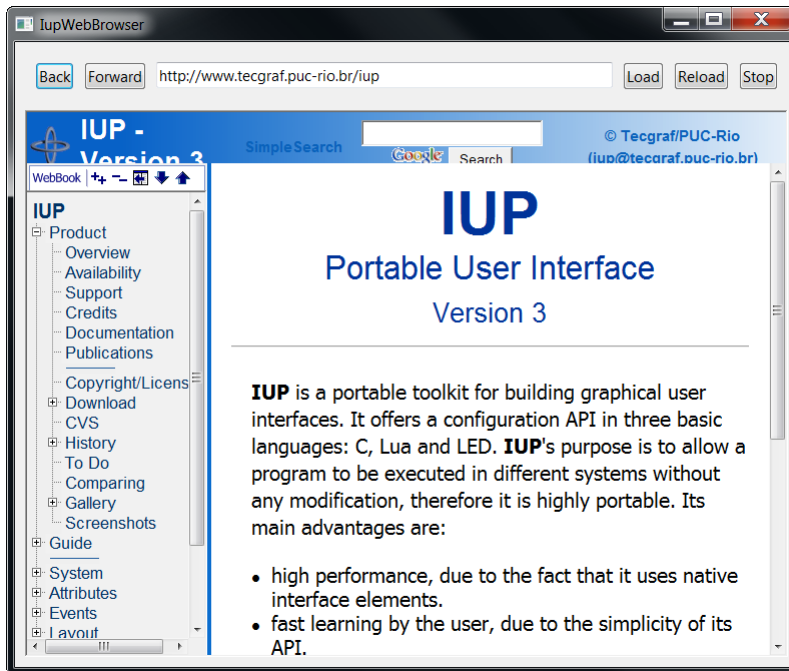 IupWebBrowser
Back Forward http://www.tecgraf.puc-rio.br/iup Load Reload Stop
IUP -
Version 3
SimpleSearch
Google Search
© Tecgraf/PUC-Rio
(iup@tecgraf.puc-rio.br)
WebBook
IUP
Product
Overview
Availability
Support
Credits
Documentation
Publications
Copyright/Licens
Download
CVS
History
To Do
Comparing
Gallery
Screenshots
Guide
System
Attributes
Events
Layout
IUP
Portable User Interface
Version 3
IUP is a portable toolkit for building graphical user
interfaces. It offers a configuration API in three basic
languages: C, Lua and LED. IUP's purpose is to allow a
program to be executed in different systems without
any modification, therefore it is highly portable. Its
main advantages are:
• high performance, due to the fact that it uses native
interface elements.
• fast learning by the user, due to the simplicity of its
API.